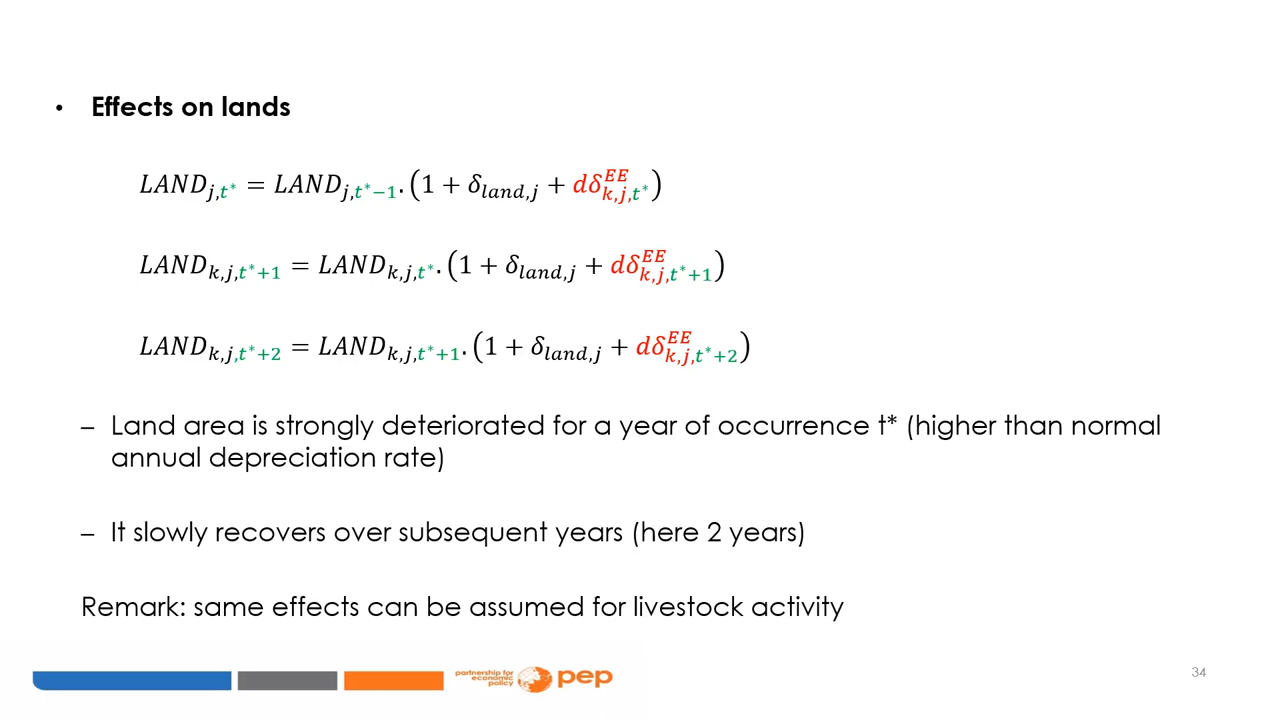 • Effects on lands
LAND_{j,t*} = LAND_{j,t*−1}.(1 + δ_{land,j} + dδ^{EE}_{k,j,t*})
LAND_{k,j,t*+1} = LAND_{k,j,t*}.(1 + δ_{land,j} + dδ^{EE}_{k,j,t*+1})
LAND_{k,j,t*+2} = LAND_{k,j,t*+1}.(1 + δ_{land,j} + dδ^{EE}_{k,j,t*+2})
– Land area is strongly deteriorated for a year of occurrence t* (higher than normal
annual depreciation rate)
– It slowly recovers over subsequent years (here 2 years)
Remark: same effects can be assumed for livestock activity
partnership for
economic
policy
pep
34